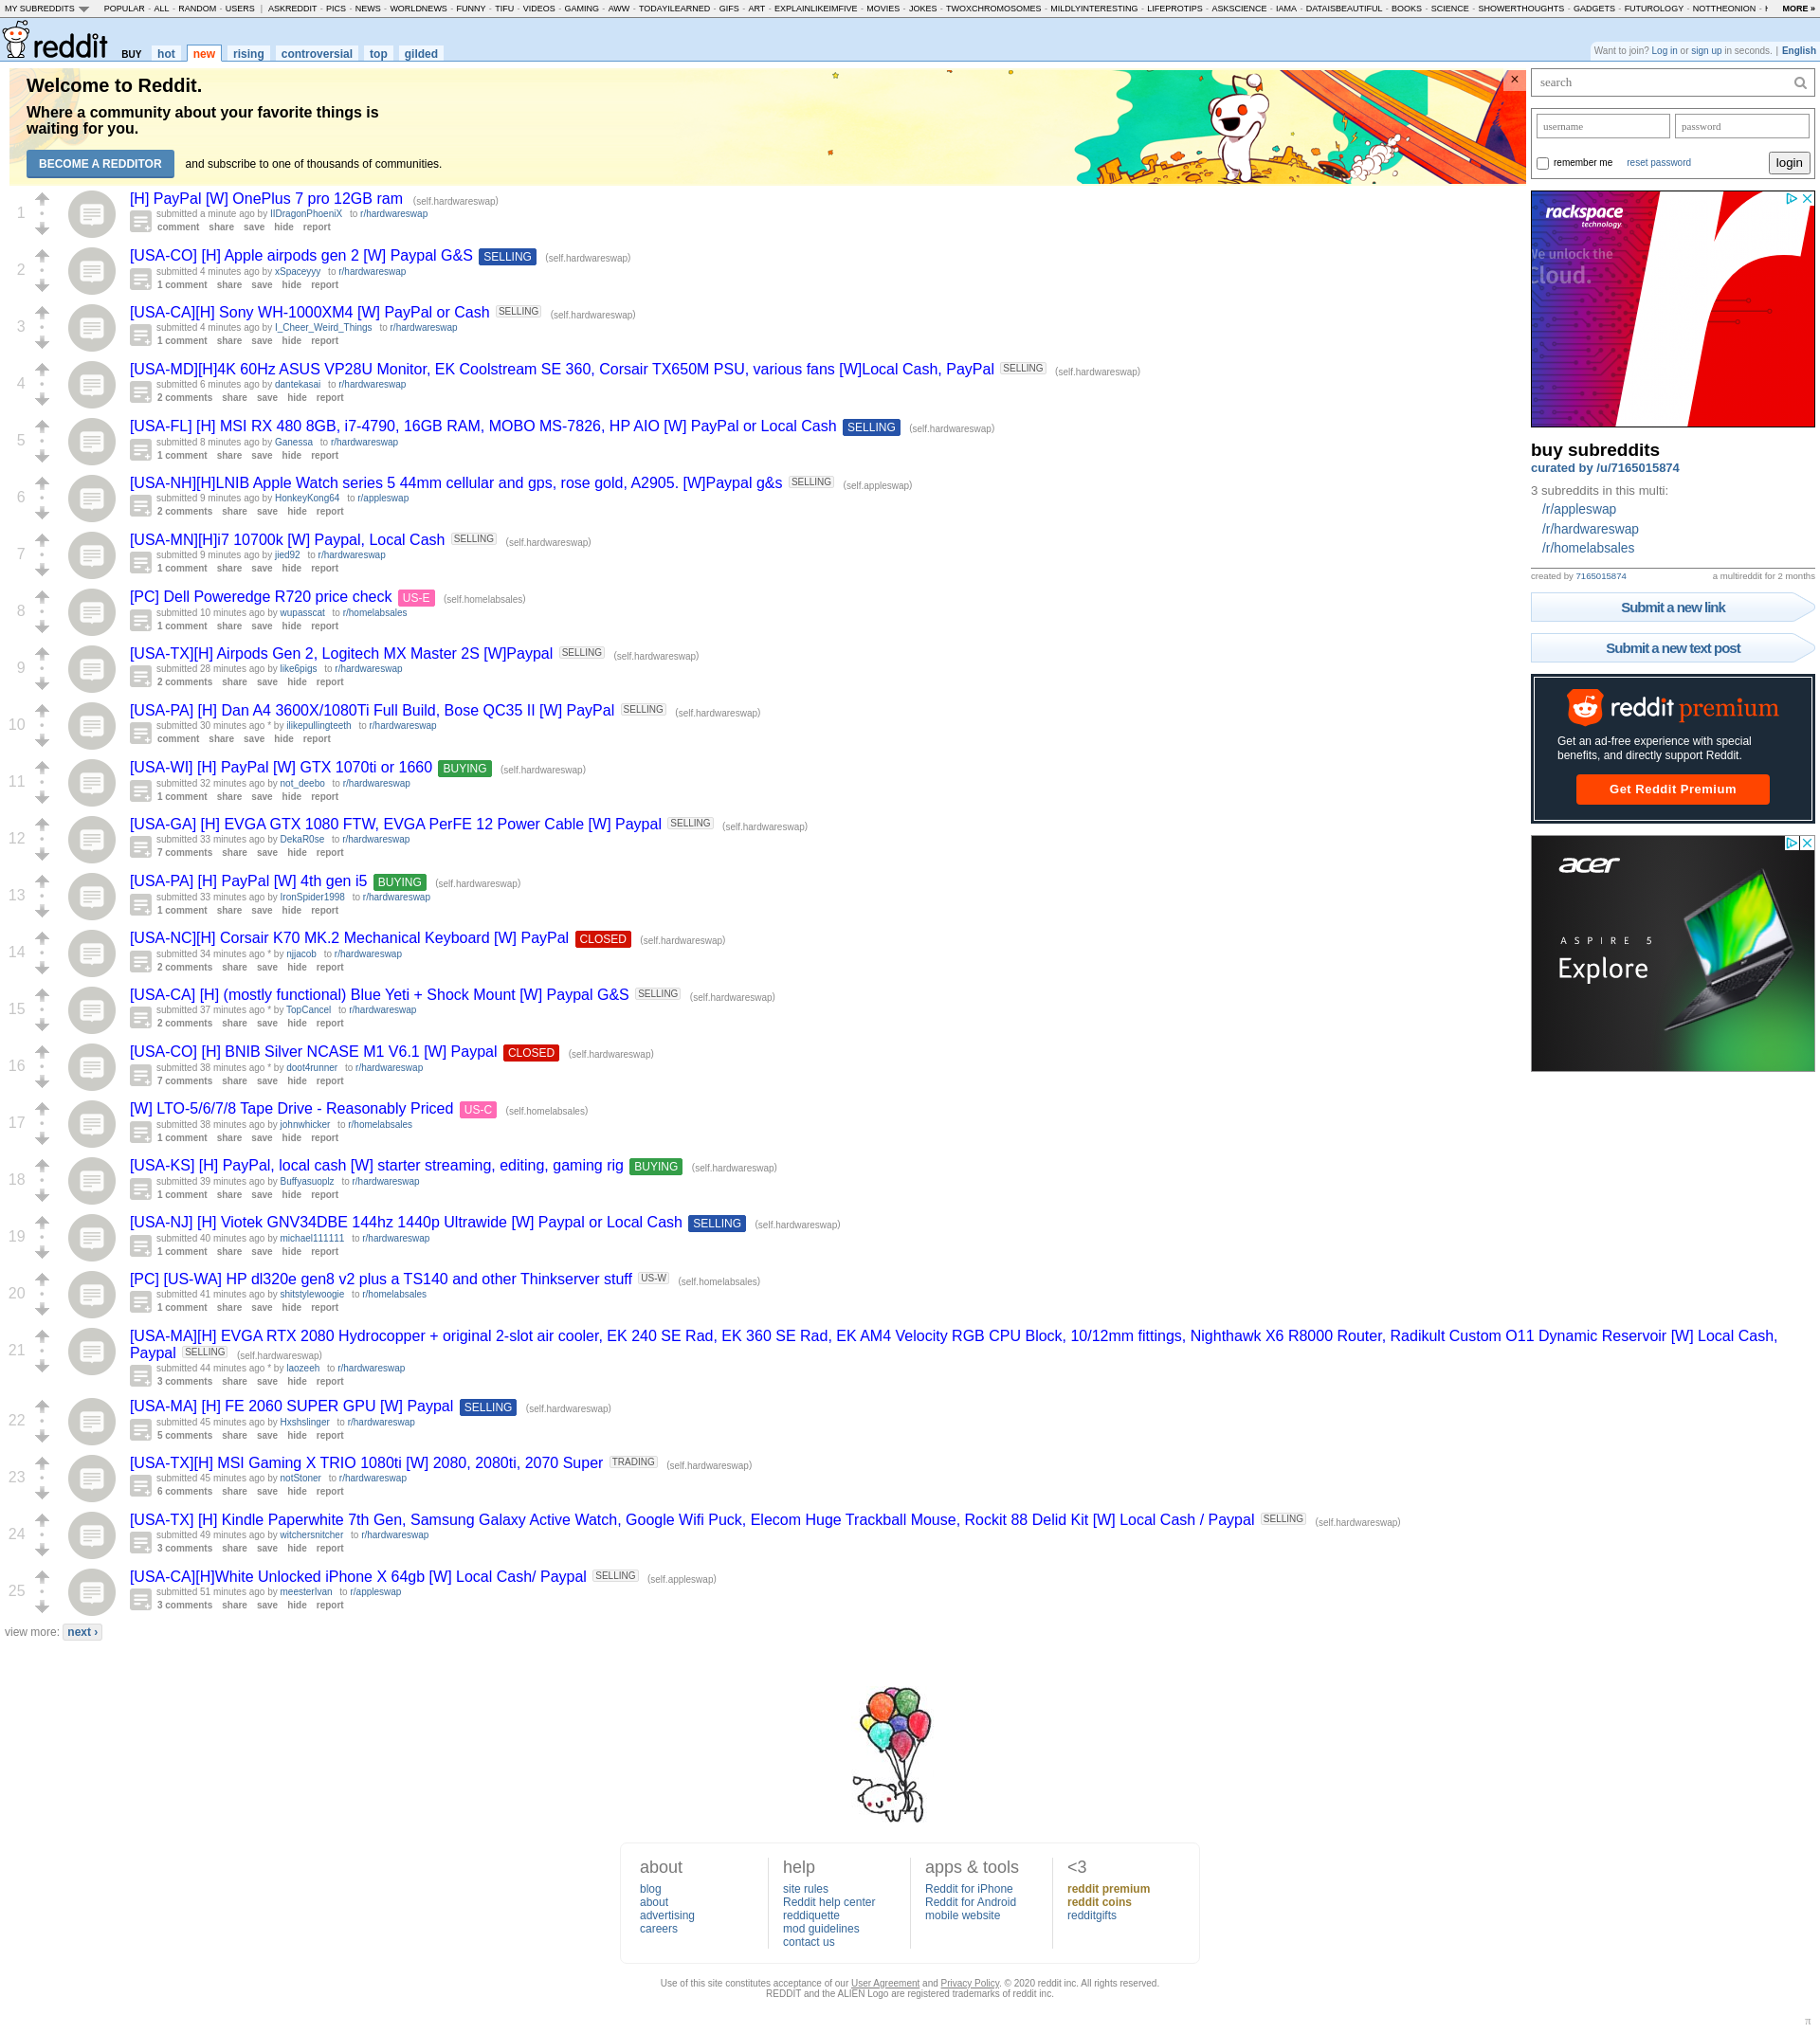 MY SUBREDDITS POPULAR - ALL - RANDOM - USERS | ASKREDDIT - PICS - NEWS - WORLDNEWS - FUNNY - TIFU - VIDEOS - GAMING - AWW - TODAYILEARNED - GIFS - ART - EXPLAINLIKEIMFIVE - MOVIES - JOKES - TWOXCHROMOSOMES - MILDLYINTERESTING - LIFEPROTIPS - ASKSCIENCE - IAMA - DATAISBEAUTIFUL - BOOKS - SCIENCE - SHOWERTHOUGHTS - GADGETS - FUTUROLOGY - NOTTHEONION - MORE »
reddit BUY hot new rising controversial top gilded
Want to join? Log in or sign up in seconds. | English
Welcome to Reddit.
Where a community about your favorite things is
waiting for you.
BECOME A REDDITOR and subscribe to one of thousands of communities.
×
1
[H] PayPal [W] OnePlus 7 pro 12GB ram (self.hardwareswap)
submitted a minute ago by IIDragonPhoeniX to r/hardwareswap
comment share save hide report
2
[USA-CO] [H] Apple airpods gen 2 [W] Paypal G&S SELLING (self.hardwareswap)
submitted 4 minutes ago by xSpaceyyy to r/hardwareswap
1 comment share save hide report
3
[USA-CA][H] Sony WH-1000XM4 [W] PayPal or Cash SELLING (self.hardwareswap)
submitted 4 minutes ago by I_Cheer_Weird_Things to r/hardwareswap
1 comment share save hide report
4
[USA-MD][H]4K 60Hz ASUS VP28U Monitor, EK Coolstream SE 360, Corsair TX650M PSU, various fans [W]Local Cash, PayPal SELLING (self.hardwareswap)
submitted 6 minutes ago by dantekasai to r/hardwareswap
2 comments share save hide report
5
[USA-FL] [H] MSI RX 480 8GB, i7-4790, 16GB RAM, MOBO MS-7826, HP AIO [W] PayPal or Local Cash SELLING (self.hardwareswap)
submitted 8 minutes ago by Ganessa to r/hardwareswap
1 comment share save hide report
6
[USA-NH][H]LNIB Apple Watch series 5 44mm cellular and gps, rose gold, A2905. [W]Paypal g&s SELLING (self.appleswap)
submitted 9 minutes ago by HonkeyKong64 to r/appleswap
2 comments share save hide report
7
[USA-MN][H]i7 10700k [W] Paypal, Local Cash SELLING (self.hardwareswap)
submitted 9 minutes ago by jied92 to r/hardwareswap
1 comment share save hide report
8
[PC] Dell Poweredge R720 price check US-E (self.homelabsales)
submitted 10 minutes ago by wupasscat to r/homelabsales
1 comment share save hide report
9
[USA-TX][H] Airpods Gen 2, Logitech MX Master 2S [W]Paypal SELLING (self.hardwareswap)
submitted 28 minutes ago by like6pigs to r/hardwareswap
2 comments share save hide report
10
[USA-PA] [H] Dan A4 3600X/1080Ti Full Build, Bose QC35 II [W] PayPal SELLING (self.hardwareswap)
submitted 30 minutes ago * by ilikepullingteeth to r/hardwareswap
comment share save hide report
11
[USA-WI] [H] PayPal [W] GTX 1070ti or 1660 BUYING (self.hardwareswap)
submitted 32 minutes ago by not_deebo to r/hardwareswap
1 comment share save hide report
12
[USA-GA] [H] EVGA GTX 1080 FTW, EVGA PerFE 12 Power Cable [W] Paypal SELLING (self.hardwareswap)
submitted 33 minutes ago by DekaR0se to r/hardwareswap
7 comments share save hide report
13
[USA-PA] [H] PayPal [W] 4th gen i5 BUYING (self.hardwareswap)
submitted 33 minutes ago by IronSpider1998 to r/hardwareswap
1 comment share save hide report
14
[USA-NC][H] Corsair K70 MK.2 Mechanical Keyboard [W] PayPal CLOSED (self.hardwareswap)
submitted 34 minutes ago * by njjacob to r/hardwareswap
2 comments share save hide report
15
[USA-CA] [H] (mostly functional) Blue Yeti + Shock Mount [W] Paypal G&S SELLING (self.hardwareswap)
submitted 37 minutes ago * by TopCancel to r/hardwareswap
2 comments share save hide report
16
[USA-CO] [H] BNIB Silver NCASE M1 V6.1 [W] Paypal CLOSED (self.hardwareswap)
submitted 38 minutes ago * by doot4runner to r/hardwareswap
7 comments share save hide report
17
[W] LTO-5/6/7/8 Tape Drive - Reasonably Priced US-C (self.homelabsales)
submitted 38 minutes ago by johnwhicker to r/homelabsales
1 comment share save hide report
18
[USA-KS] [H] PayPal, local cash [W] starter streaming, editing, gaming rig BUYING (self.hardwareswap)
submitted 39 minutes ago by Buffyasuoplz to r/hardwareswap
1 comment share save hide report
19
[USA-NJ] [H] Viotek GNV34DBE 144hz 1440p Ultrawide [W] Paypal or Local Cash SELLING (self.hardwareswap)
submitted 40 minutes ago by michael111111 to r/hardwareswap
1 comment share save hide report
20
[PC] [US-WA] HP dl320e gen8 v2 plus a TS140 and other Thinkserver stuff US-W (self.homelabsales)
submitted 41 minutes ago by shitstylewoogie to r/homelabsales
1 comment share save hide report
21
[USA-MA][H] EVGA RTX 2080 Hydrocopper + original 2-slot air cooler, EK 240 SE Rad, EK 360 SE Rad, EK AM4 Velocity RGB CPU Block, 10/12mm fittings, Nighthawk X6 R8000 Router, Radikult Custom O11 Dynamic Reservoir [W] Local Cash,
Paypal SELLING (self.hardwareswap)
submitted 44 minutes ago * by laozeeh to r/hardwareswap
3 comments share save hide report
22
[USA-MA] [H] FE 2060 SUPER GPU [W] Paypal SELLING (self.hardwareswap)
submitted 45 minutes ago by Hxshslinger to r/hardwareswap
5 comments share save hide report
23
[USA-TX][H] MSI Gaming X TRIO 1080ti [W] 2080, 2080ti, 2070 Super TRADING (self.hardwareswap)
submitted 45 minutes ago by notStoner to r/hardwareswap
6 comments share save hide report
24
[USA-TX] [H] Kindle Paperwhite 7th Gen, Samsung Galaxy Active Watch, Google Wifi Puck, Elecom Huge Trackball Mouse, Rockit 88 Delid Kit [W] Local Cash / Paypal SELLING (self.hardwareswap)
submitted 49 minutes ago by witchersnitcher to r/hardwareswap
3 comments share save hide report
25
[USA-CA][H]White Unlocked iPhone X 64gb [W] Local Cash/ Paypal SELLING (self.appleswap)
submitted 51 minutes ago by meesterIvan to r/appleswap
3 comments share save hide report
view more: next ›
search
username password
remember me reset password login
rackspace
technology.
We unlock the
Cloud.
buy subreddits
curated by /u/7165015874
3 subreddits in this multi:
/r/appleswap
/r/hardwareswap
/r/homelabsales
created by 7165015874 a multireddit for 2 months
Submit a new link
Submit a new text post
reddit premium
Get an ad-free experience with special
benefits, and directly support Reddit.
Get Reddit Premium
acer
ASPIRE 5
Explore
about
blog
about
advertising
careers
help
site rules
Reddit help center
reddiquette
mod guidelines
contact us
apps & tools
Reddit for iPhone
Reddit for Android
mobile website
<3
reddit premium
reddit coins
redditgifts
Use of this site constitutes acceptance of our User Agreement and Privacy Policy. © 2020 reddit inc. All rights reserved.
REDDIT and the ALIEN Logo are registered trademarks of reddit inc.
π